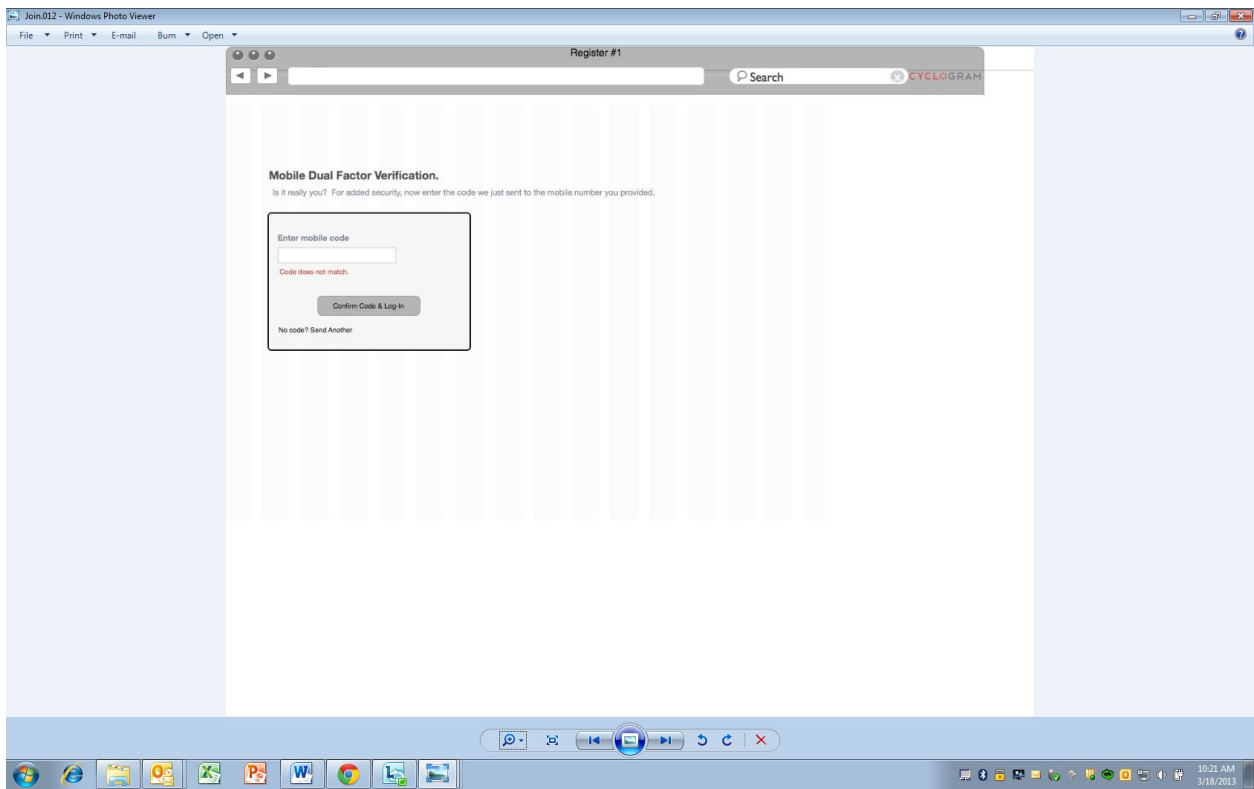 Join.012 - Windows Photo Viewer
File Print E-mail Burn Open
Register #1
Search
CYCLOGRAM
Mobile Dual Factor Verification.
Is it really you? For added security, now enter the code we just sent to the mobile number you provided.
Enter mobile code
Code does not match.
Confirm Code & Log-In
No code? Send Another
10:21 AM
3/18/2013